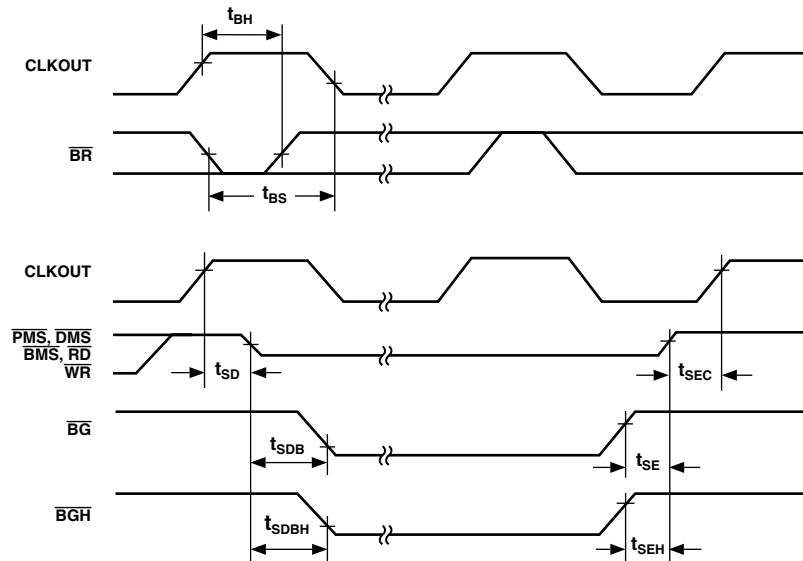 tBH
CLKOUT
BR
tBS
CLKOUT
PMS, DMS
BMS, RD
WR
tSD
tSEC
BG
tSDB
tSE
BGH
tSDBH
tSEH